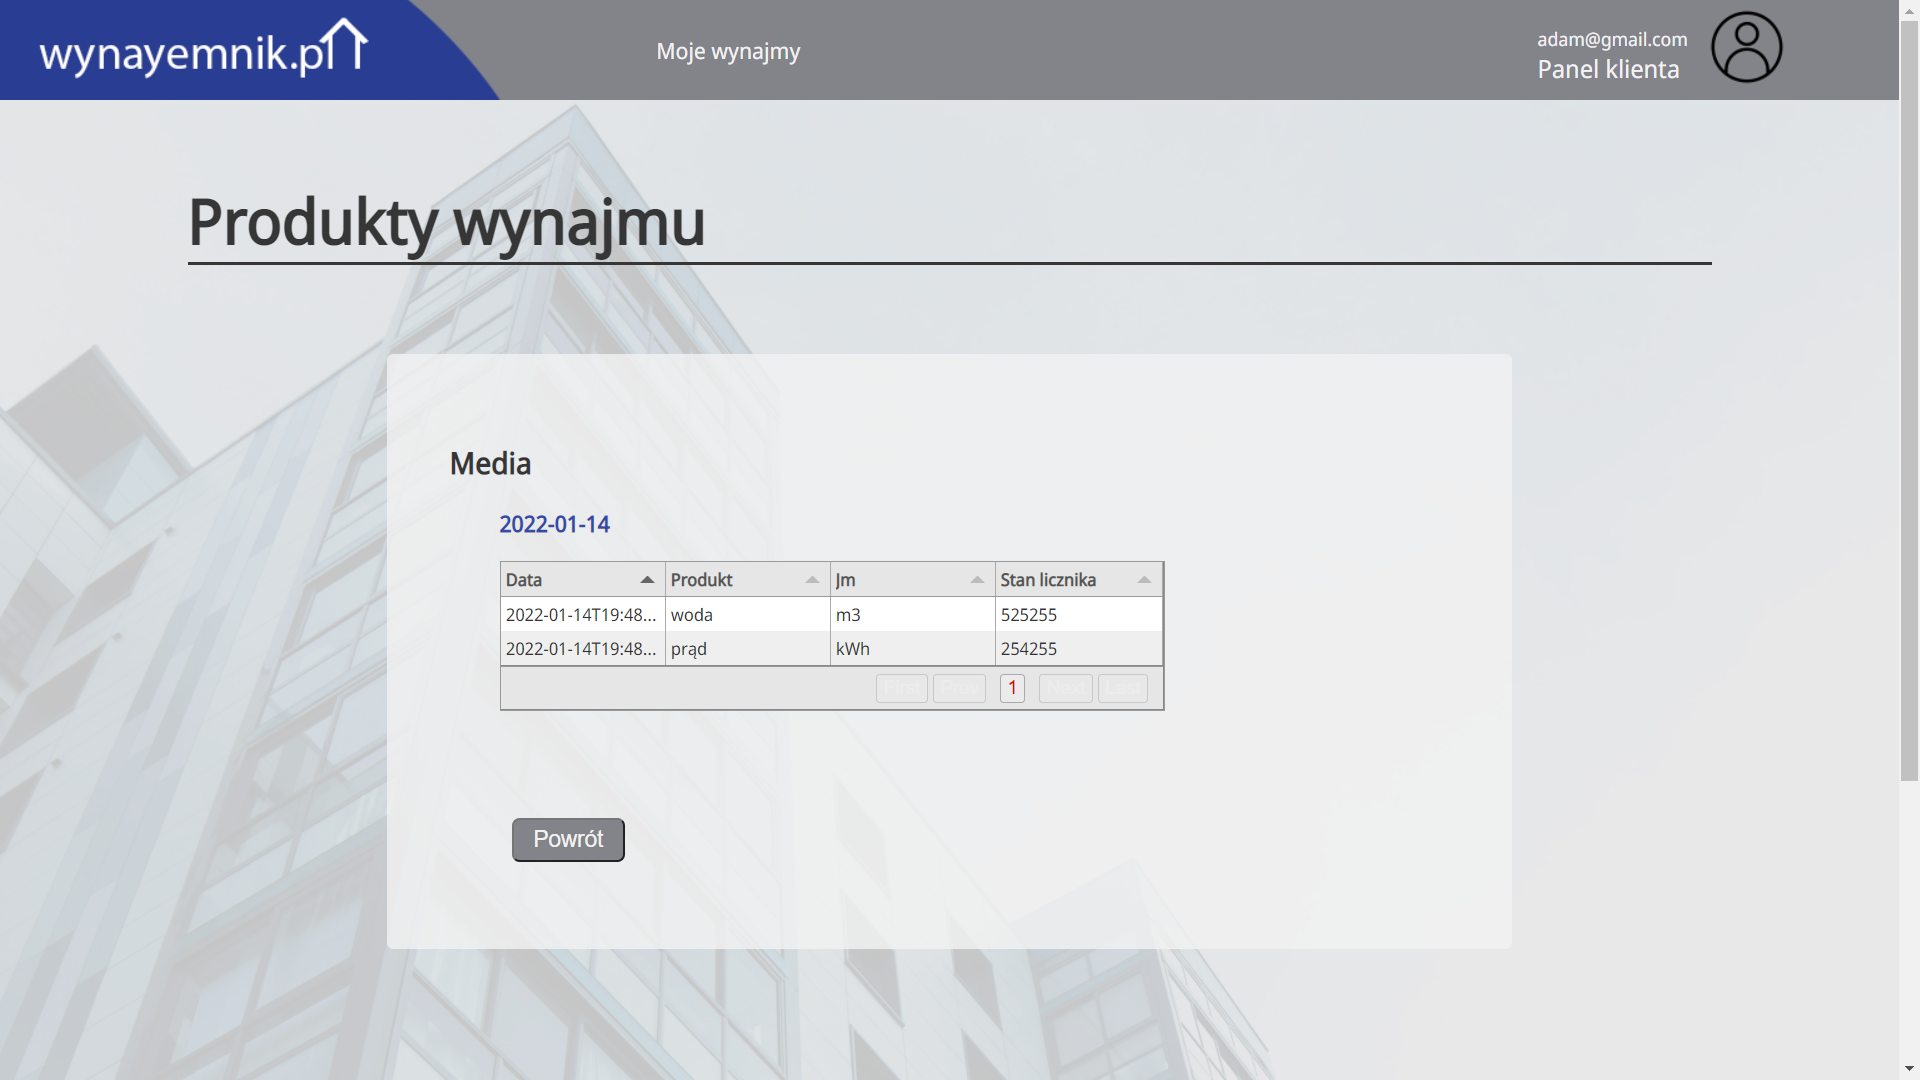 wynayemnik.pl
Moje wynajmy
adam@gmail.com
Panel klienta
Produkty wynajmu
Media
2022-01-14
Data Produkt Jm Stan licznika
2022-01-14T19:48... woda m3 525255
2022-01-14T19:48... prąd kWh 254255
First Prev 1 Next Last
Powrót